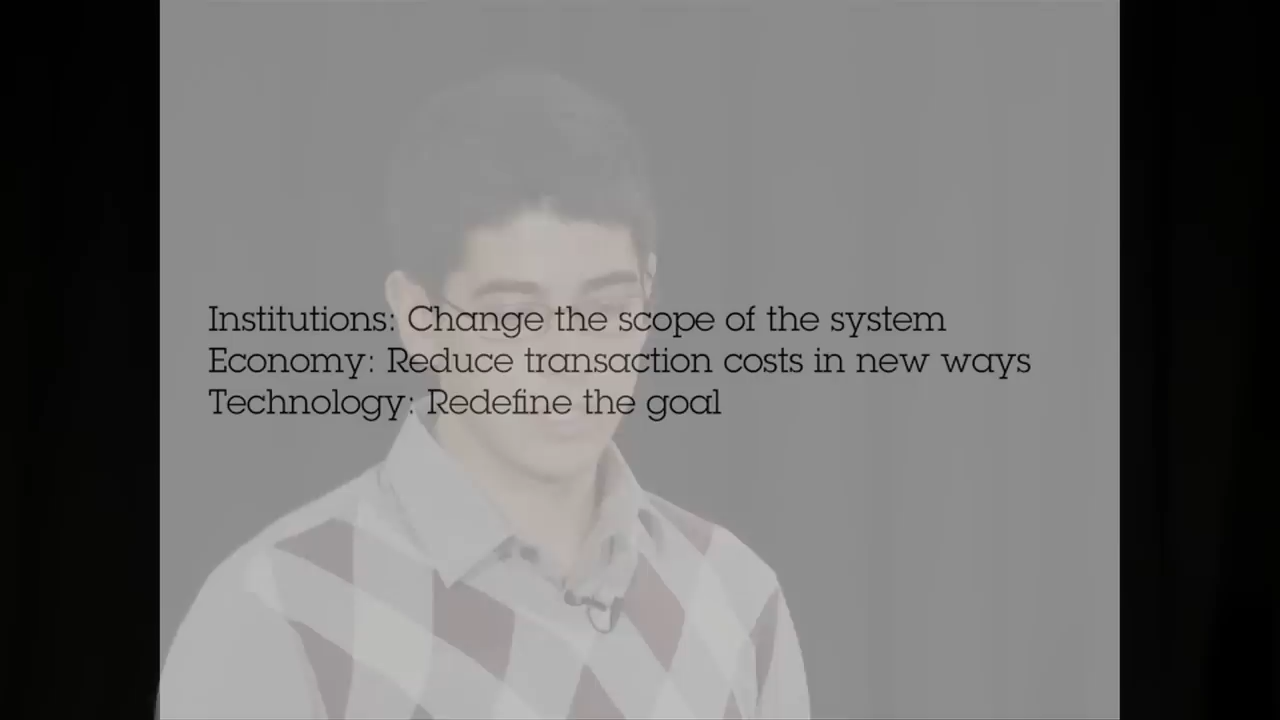 Institutions: Change the scope of the system
Economy: Reduce transaction costs in new ways
Technology: Redefine the goal